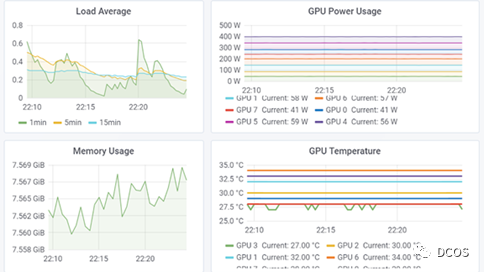 Load Average
0.8
0.6
0.4
0.2
0
22:10 22:15 22:20
1min 5min 15min
GPU Power Usage
500 W
400 W
300 W
200 W
100 W
0 W
22:10 22:15 22:20
GPU 1 Current: 58 W GPU 6 Current: 57 W
GPU 7 Current: 41 W GPU 0 Current: 41 W
GPU 5 Current: 59 W GPU 4 Current: 56 W
Memory Usage
7.569 GiB
7.568 GiB
7.565 GiB
7.562 GiB
7.560 GiB
7.558 GiB
22:10 22:15 22:20
GPU Temperature
35.0 °C
32.5 °C
30.0 °C
27.5 °C
25.0 °C
22:10 22:15 22:20
GPU 3 Current: 27.00 °C GPU 2 Current: 30.00 °C
GPU 1 Current: 32.00 °C GPU 6 Current: 34.00 °C
DCOS